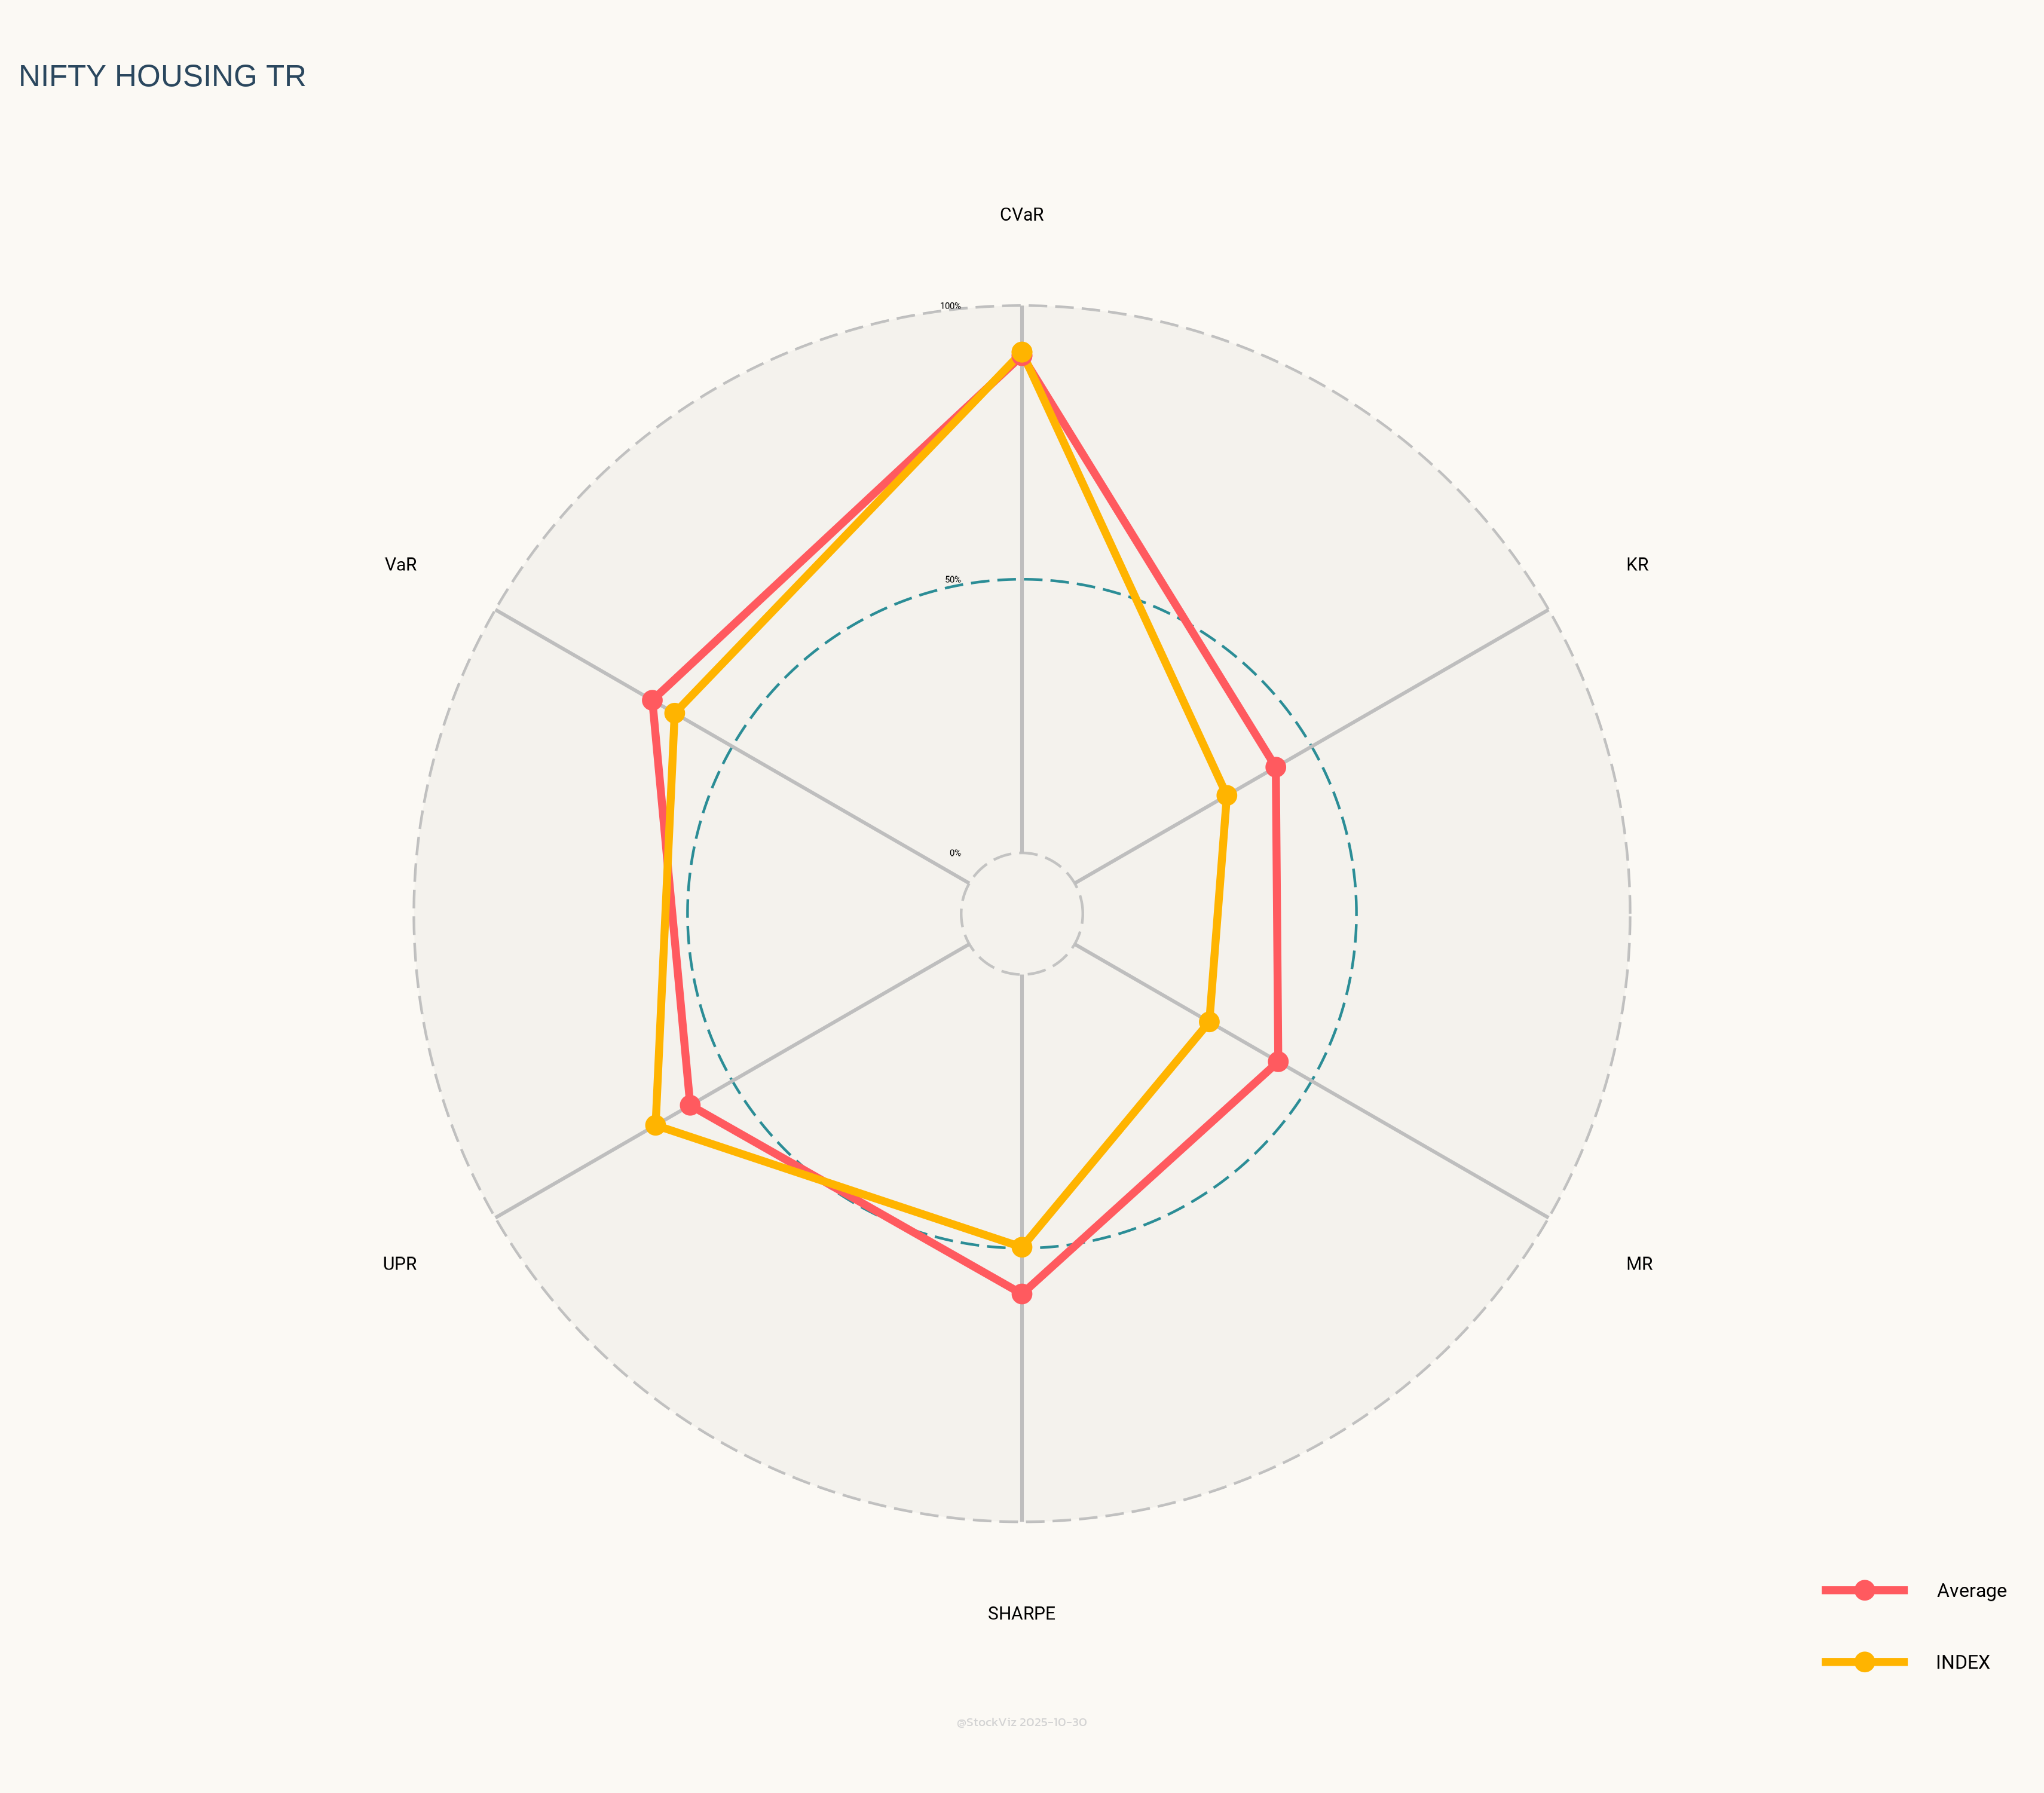 NIFTY HOUSING TR
CVaR
100%
VaR
KR
50%
0%
UPR
MR
SHARPE
Average
INDEX
@StockViz 2025-10-30